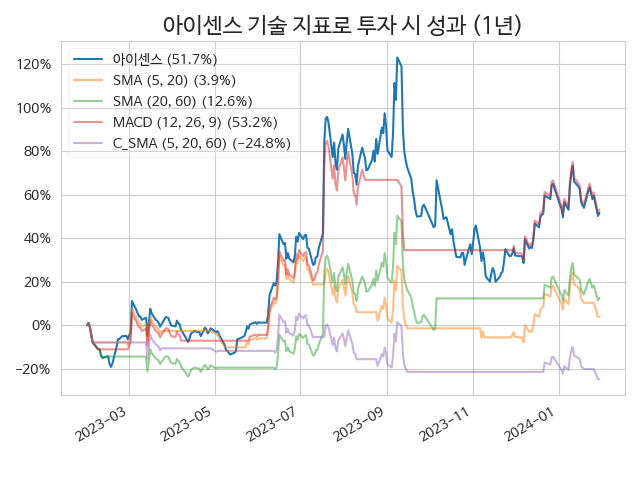 아이센스 기술 지표로 투자 시 성과 (1년)
아이센스 (51.7%)
SMA (5, 20) (3.9%)
SMA (20, 60) (12.6%)
MACD (12, 26, 9) (53.2%)
C_SMA (5, 20, 60) (−24.8%)
120%
100%
80%
60%
40%
20%
0%
−20%
2023−03
2023−05
2023−07
2023−09
2023−11
2024−01